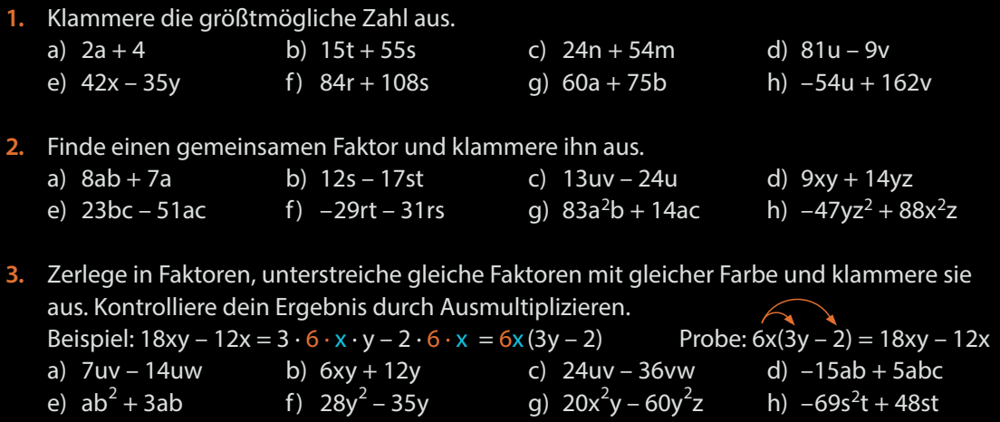 1. Klammere die größtmögliche Zahl aus.
a) 2a + 4 b) 15t + 55s c) 24n + 54m d) 81u – 9v
e) 42x – 35y f) 84r + 108s g) 60a + 75b h) –54u + 162v
2. Finde einen gemeinsamen Faktor und klammere ihn aus.
a) 8ab + 7a b) 12s – 17st c) 13uv – 24u d) 9xy + 14yz
e) 23bc – 51ac f) –29rt – 31rs g) 83a²b + 14ac h) –47yz² + 88x²z
3. Zerlege in Faktoren, unterstreiche gleiche Faktoren mit gleicher Farbe und klammere sie
aus. Kontrolliere dein Ergebnis durch Ausmultiplizieren.
Beispiel: 18xy – 12x = 3 · 6 · x · y – 2 · 6 · x = 6x (3y – 2) Probe: 6x(3y – 2) = 18xy – 12x
a) 7uv – 14uw b) 6xy + 12y c) 24uv – 36vw d) –15ab + 5abc
e) ab² + 3ab f) 28y² – 35y g) 20x²y – 60y²z h) –69s²t + 48st